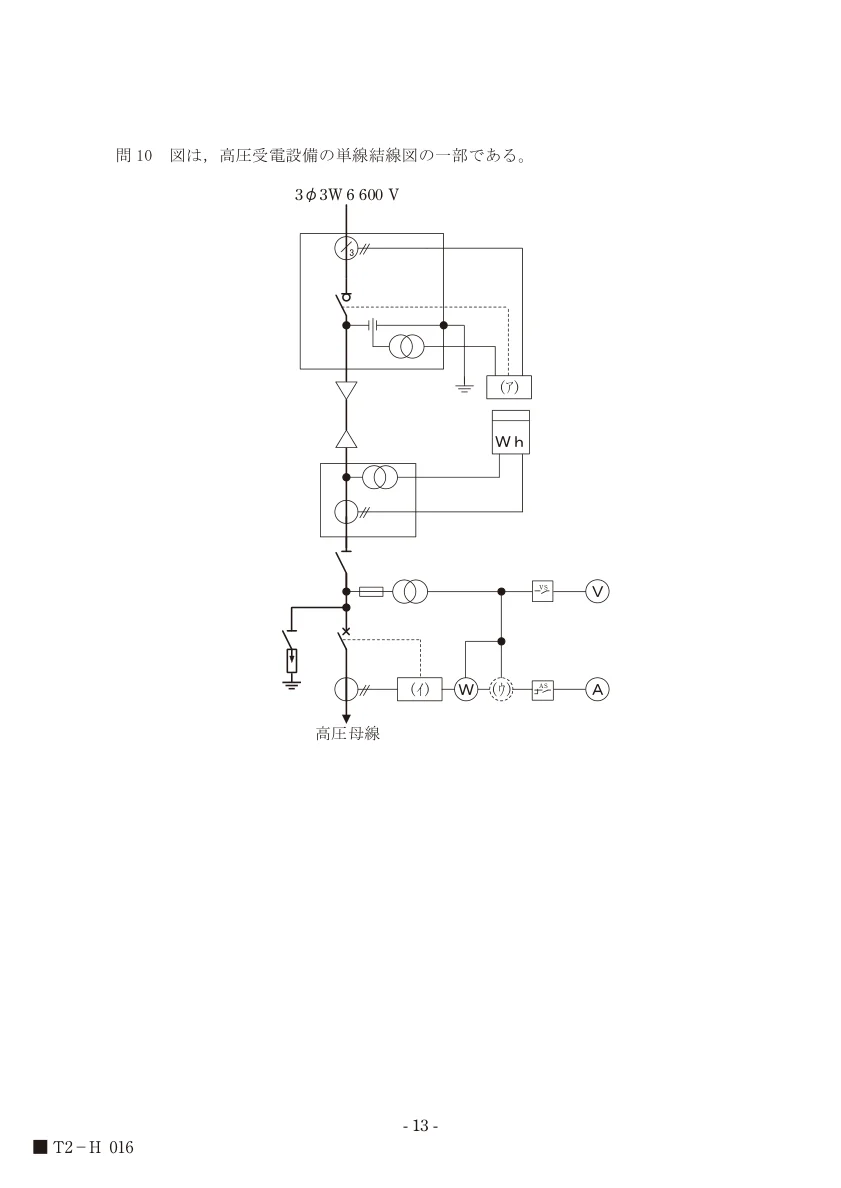 問 10　図は，高圧受電設備の単線結線図の一部である。
3φ3W 6 600 V
3
（ア）
Wh
VS
V
（イ）
W
（ウ）
AS
A
高圧母線
- 13 -
■ T2－H 016